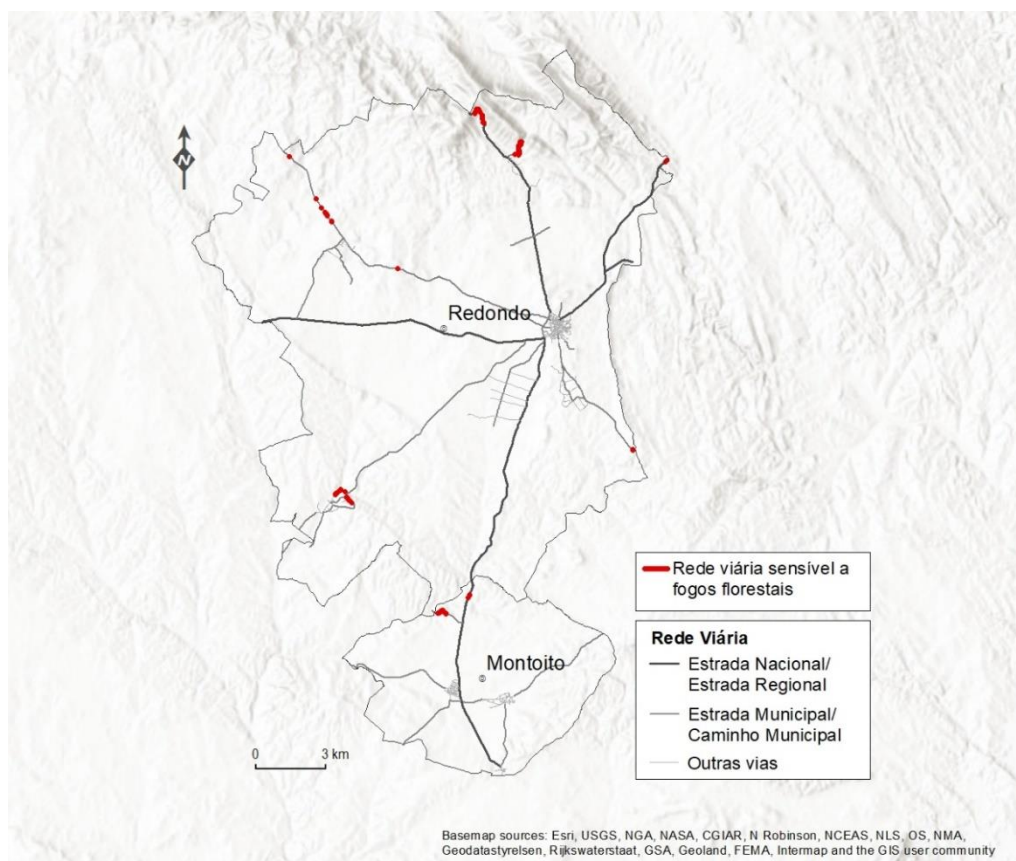 N
Redondo
Montoito
0 3 km
Rede viária sensível a
fogos florestais
Rede Viária
Estrada Nacional/
Estrada Regional
Estrada Municipal/
Caminho Municipal
Outras vias
Basemap sources: Esri, USGS, NGA, NASA, CGIAR, N Robinson, NCEAS, NLS, OS, NMA,
Geodatastyrelsen, Rijkswaterstaat, GSA, Geoland, FEMA, Intermap and the GIS user community